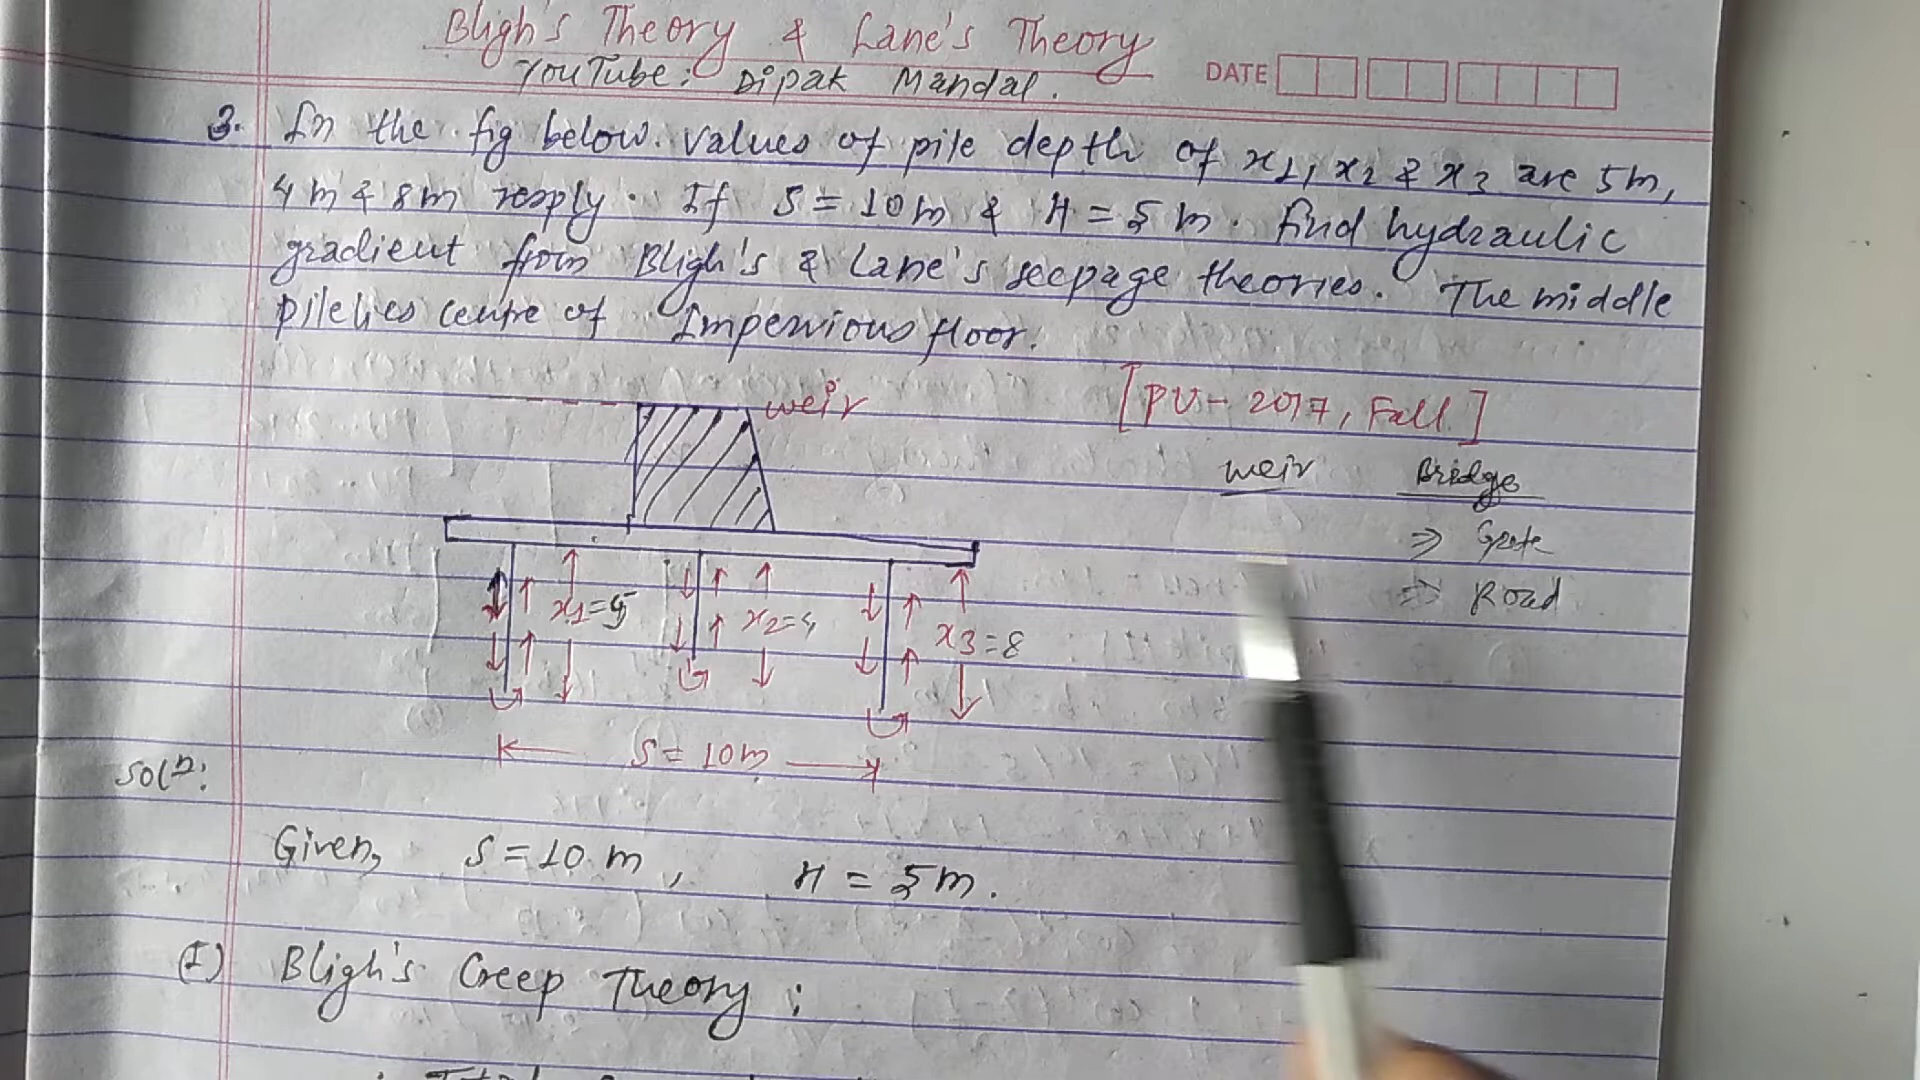 Bligh's Theory & Lane's Theory
YouTube: Dipak Mandal.
DATE
3. In the fig below. values of pile depth of x1, x2 & x3 are 5m,
4m & 8m resply. If S = 10m & H = 5m. find hydraulic
gradient from Bligh's & Lane's seepage theories. The middle
pile lies centre of Impervious floor.
weir
[PU- 2017, Fall]
weir Bridge
⇒ Gate
⇒ Road
x1=5 x2=4 x3=8
S = 10m
Soln:
Given, S = 10 m, H = 5m.
(I) Bligh's Creep Theory: